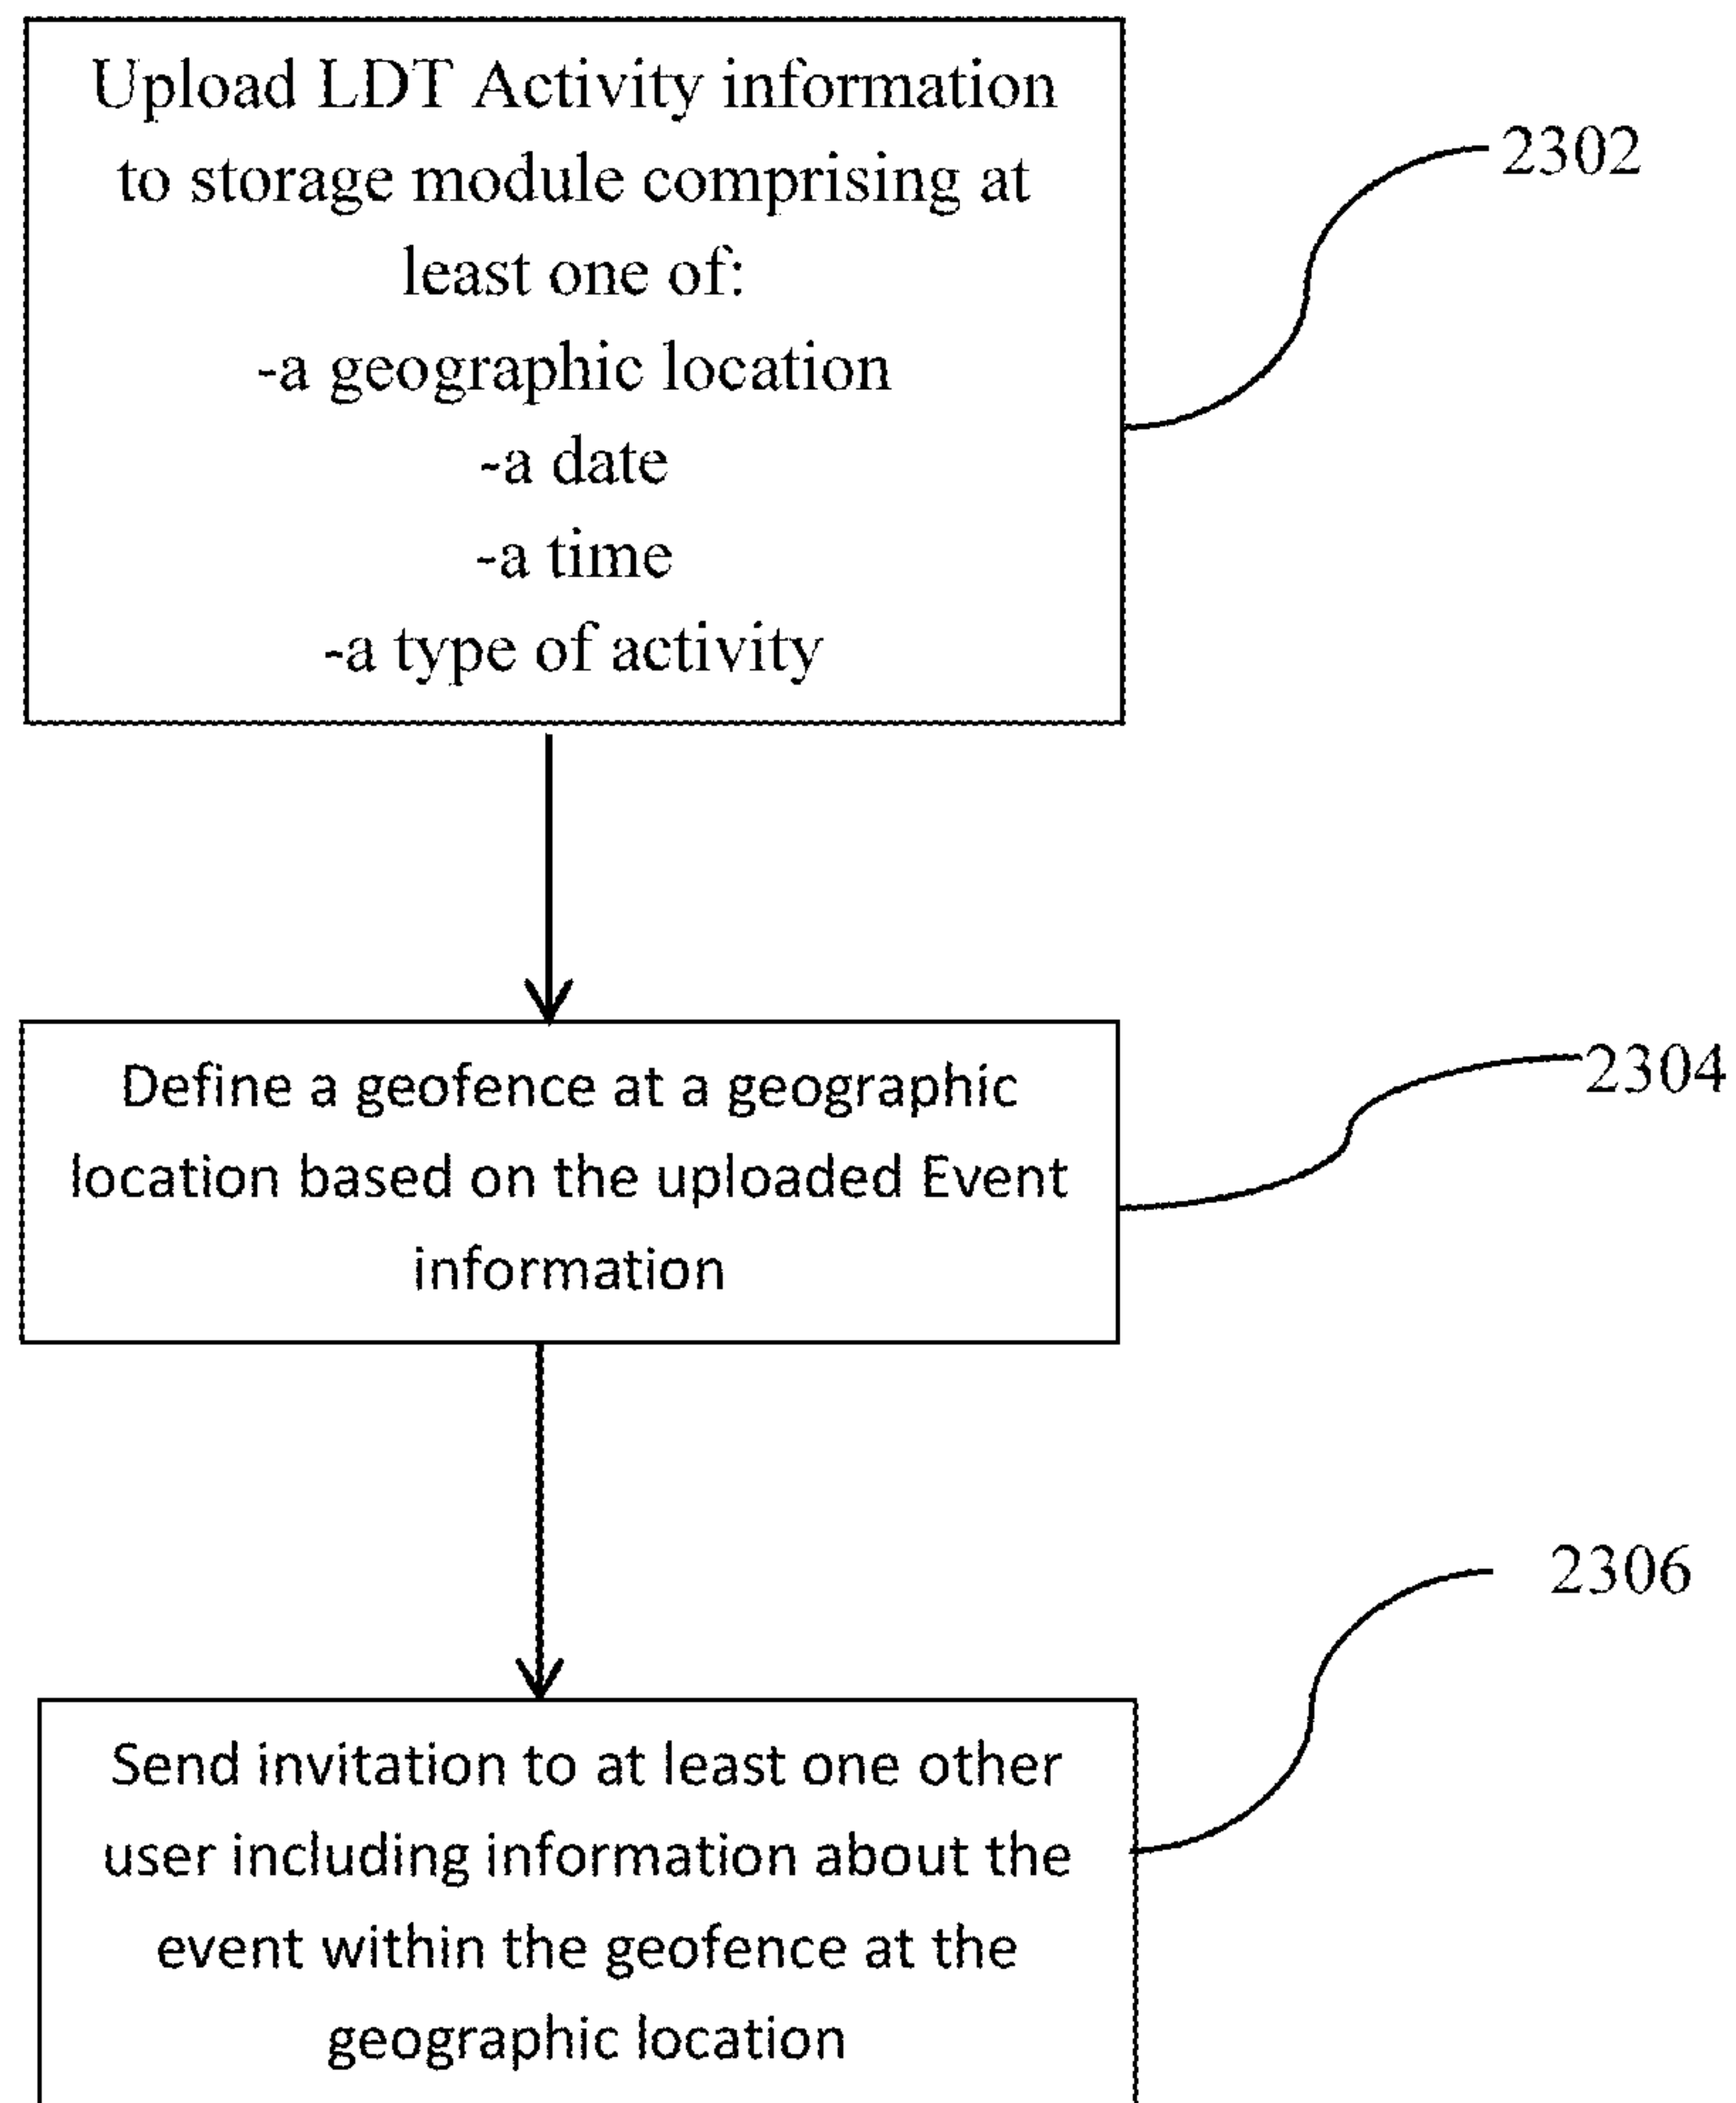 Upload LDT Activity information
to storage module comprising at
least one of:
-a geographic location
-a date
-a time
-a type of activity
2302
Define a geofence at a geographic
location based on the uploaded Event
information
2304
Send invitation to at least one other
user including information about the
event within the geofence at the
geographic location
2306